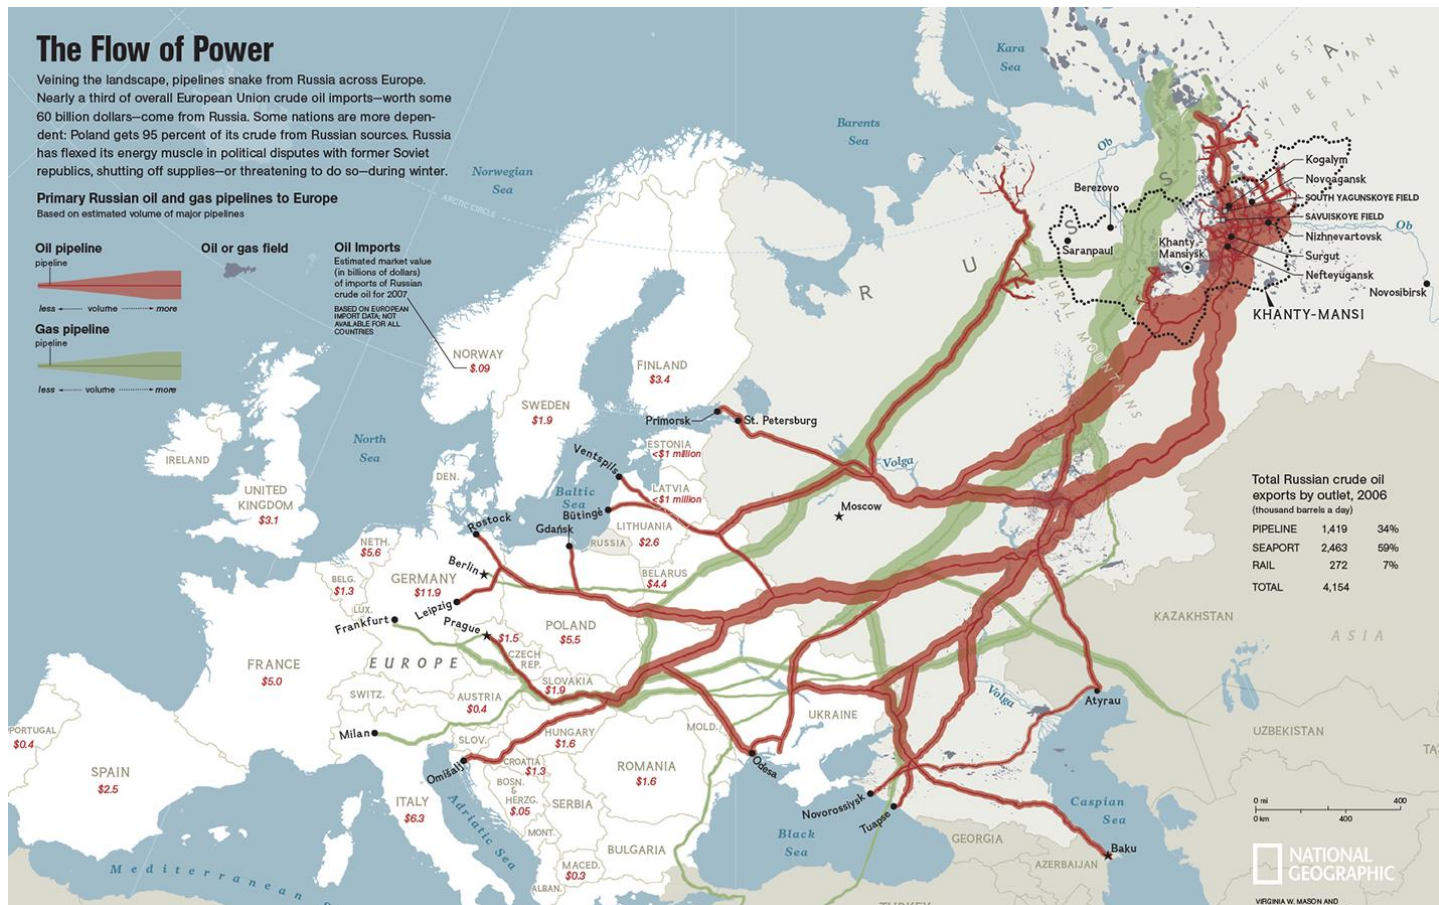 The Flow of Power
Veining the landscape, pipelines snake from Russia across Europe.
Nearly a third of overall European Union crude oil imports—worth some
60 billion dollars—come from Russia. Some nations are more depen-
dent: Poland gets 95 percent of its crude from Russian sources. Russia
has flexed its energy muscle in political disputes with former Soviet
republics, shutting off supplies—or threatening to do so—during winter.
Primary Russian oil and gas pipelines to Europe
Based on estimated volume of major pipelines
Oil pipeline
pipeline
less
volume
more
Gas pipeline
pipeline
less
volume
more
Oil or gas field
Oil Imports
Estimated market value
(in billions of dollars)
of imports of Russian
crude oil for 2007
BASED ON EUROPEAN
IMPORT DATA; NOT
AVAILABLE FOR ALL
COUNTRIES
Kara
Sea
Barents
Sea
Norwegian
Sea
ARCTIC CIRCLE
WEST
SIBERIAN
PLAIN
RUSSIA
URAL MOUNTAINS
Ob
Berezovo
Saranpaul
Khanty
Mansiysk
Kogalym
Novoagansk
SOUTH YAGUNSKOYE FIELD
SAVUISKOYE FIELD
Ob
Nizhnevartovsk
Surgut
Nefteyugansk
Novosibirsk
KHANTY-MANSI
NORWAY
$.09
FINLAND
$3.4
SWEDEN
$1.9
North
Sea
IRELAND
UNITED
KINGDOM
$3.1
DEN.
Primorsk
St. Petersburg
ESTONIA
<$1 million
Ventspils
LATVIA
<$1 million
Baltic
Sea
Būtingė
LITHUANIA
$2.6
RUSSIA
Gdańsk
Rostock
Volga
Moscow
NETH.
$5.6
BELG.
$1.3
LUX.
Berlin
GERMANY
$11.9
Leipzig
BELARUS
$4.4
Frankfurt
Prague
$1.5
CZECH
REP.
POLAND
$5.5
EUROPE
FRANCE
$5.0
SWITZ.
AUSTRIA
$0.4
SLOVAKIA
$1.9
Milan
SLOV.
HUNGARY
$1.6
MOLD.
UKRAINE
Volga
Atyrau
Omišalj
CROATIA
$1.3
BOSN.
&
HERZG.
$.05
ROMANIA
$1.6
Odesa
PORTUGAL
$0.4
SPAIN
$2.5
ITALY
$6.3
Adriatic Sea
SERBIA
MONT.
BULGARIA
MACED.
$0.3
ALBAN.
Mediterranean
Black
Sea
Novorossiysk
Tuapse
Caspian
Sea
GEORGIA
AZERBAIJAN
Baku
TURKEY
KAZAKHSTAN
ASIA
UZBEKISTAN
Total Russian crude oil
exports by outlet, 2006
(thousand barrels a day)
PIPELINE 1,419 34%
SEAPORT 2,463 59%
RAIL 272 7%
TOTAL 4,154
0 mi 400
0 km 400
NATIONAL
GEOGRAPHIC
VIRGINIA W. MASON AND